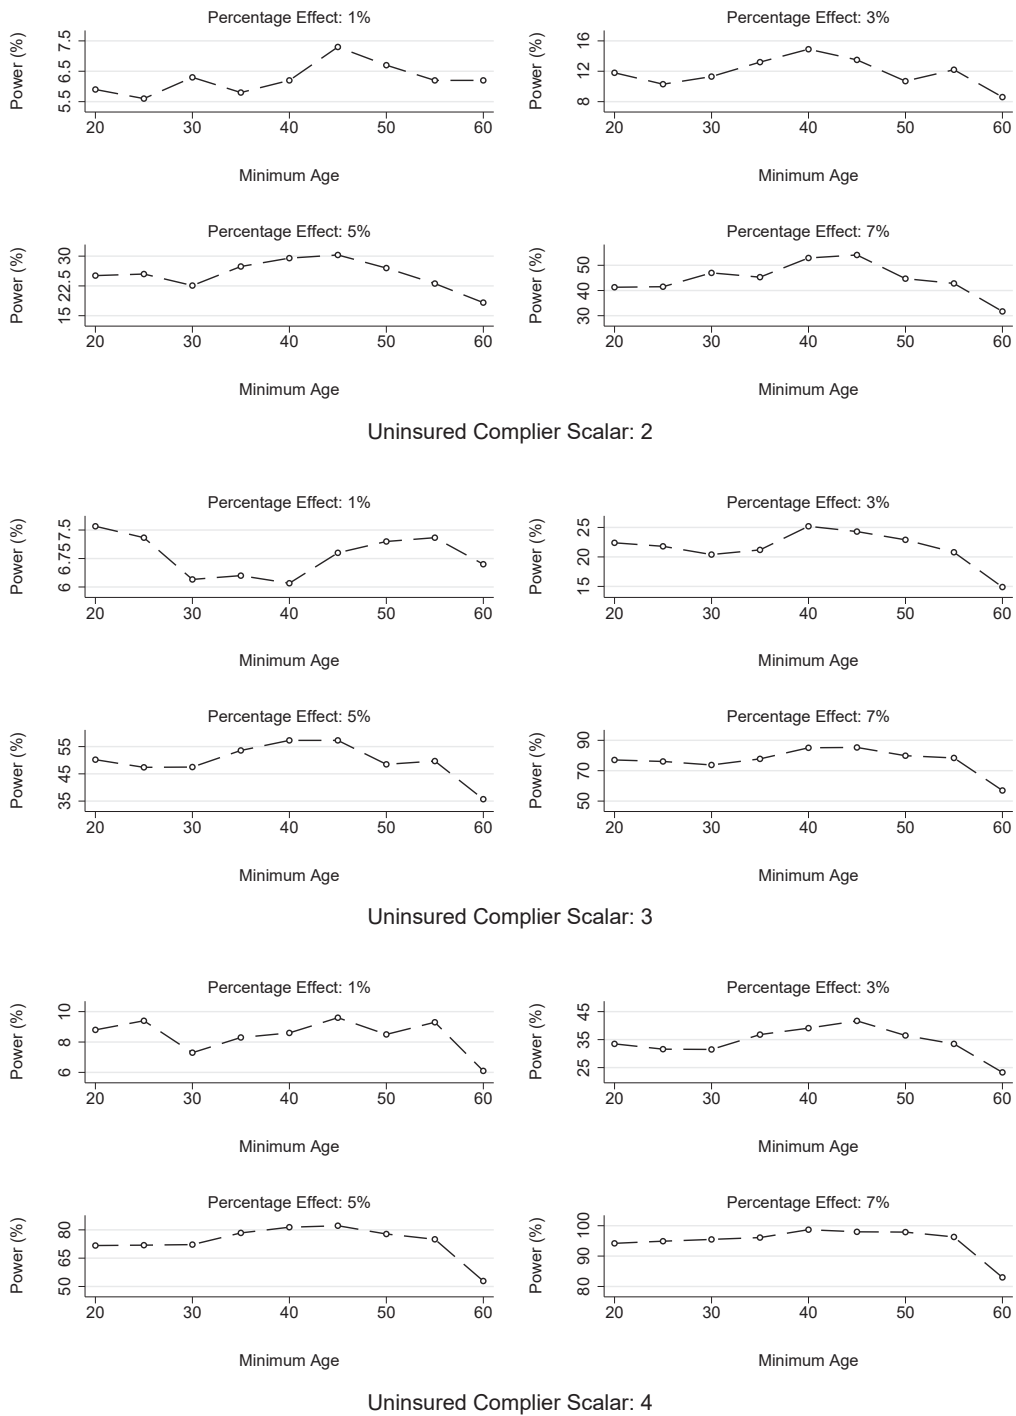 Percentage Effect: 1%
Power (%)
7.5
6.5
5.5
20 30 40 50 60
Minimum Age
Percentage Effect: 3%
Power (%)
16
12
8
20 30 40 50 60
Minimum Age
Percentage Effect: 5%
Power (%)
30
22.5
15
20 30 40 50 60
Minimum Age
Percentage Effect: 7%
Power (%)
50
40
30
20 30 40 50 60
Minimum Age
Uninsured Complier Scalar: 2
Percentage Effect: 1%
Power (%)
7.5
6.75
6
20 30 40 50 60
Minimum Age
Percentage Effect: 3%
Power (%)
25
20
15
20 30 40 50 60
Minimum Age
Percentage Effect: 5%
Power (%)
55
45
35
20 30 40 50 60
Minimum Age
Percentage Effect: 7%
Power (%)
90
70
50
20 30 40 50 60
Minimum Age
Uninsured Complier Scalar: 3
Percentage Effect: 1%
Power (%)
10
8
6
20 30 40 50 60
Minimum Age
Percentage Effect: 3%
Power (%)
45
35
25
20 30 40 50 60
Minimum Age
Percentage Effect: 5%
Power (%)
80
65
50
20 30 40 50 60
Minimum Age
Percentage Effect: 7%
Power (%)
100
90
80
20 30 40 50 60
Minimum Age
Uninsured Complier Scalar: 4